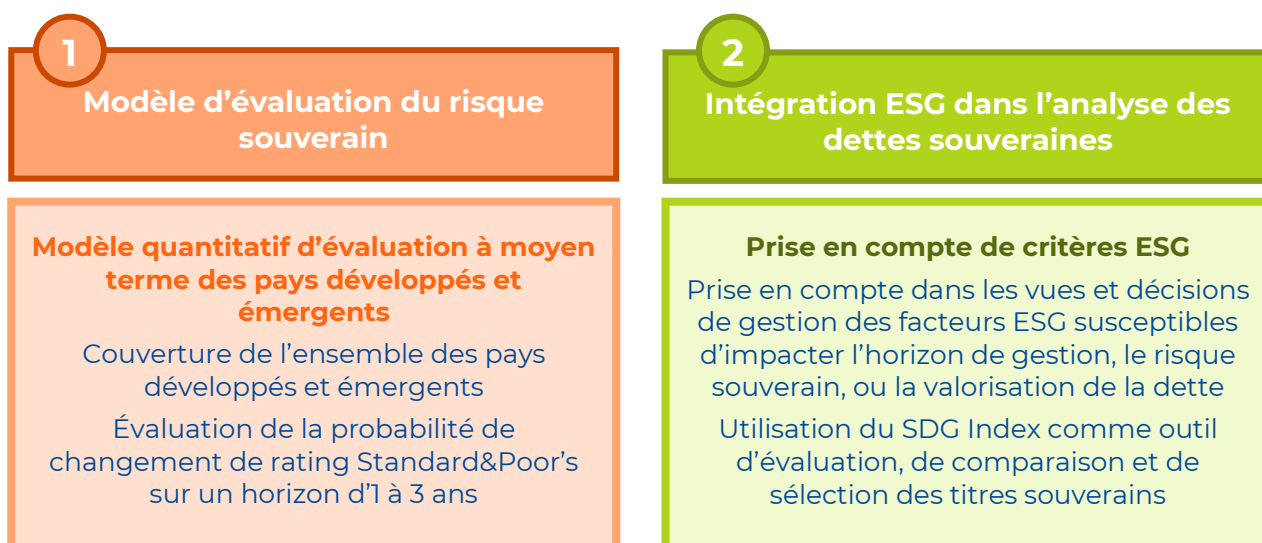 1
Modèle d'évaluation du risque
souverain
Modèle quantitatif d'évaluation à moyen
terme des pays développés et
émergents
Couverture de l'ensemble des pays
développés et émergents
Évaluation de la probabilité de
changement de rating Standard&Poor's
sur un horizon d'1 à 3 ans
2
Intégration ESG dans l'analyse des
dettes souveraines
Prise en compte de critères ESG
Prise en compte dans les vues et décisions
de gestion des facteurs ESG susceptibles
d'impacter l'horizon de gestion, le risque
souverain, ou la valorisation de la dette
Utilisation du SDG Index comme outil
d'évaluation, de comparaison et de
sélection des titres souverains